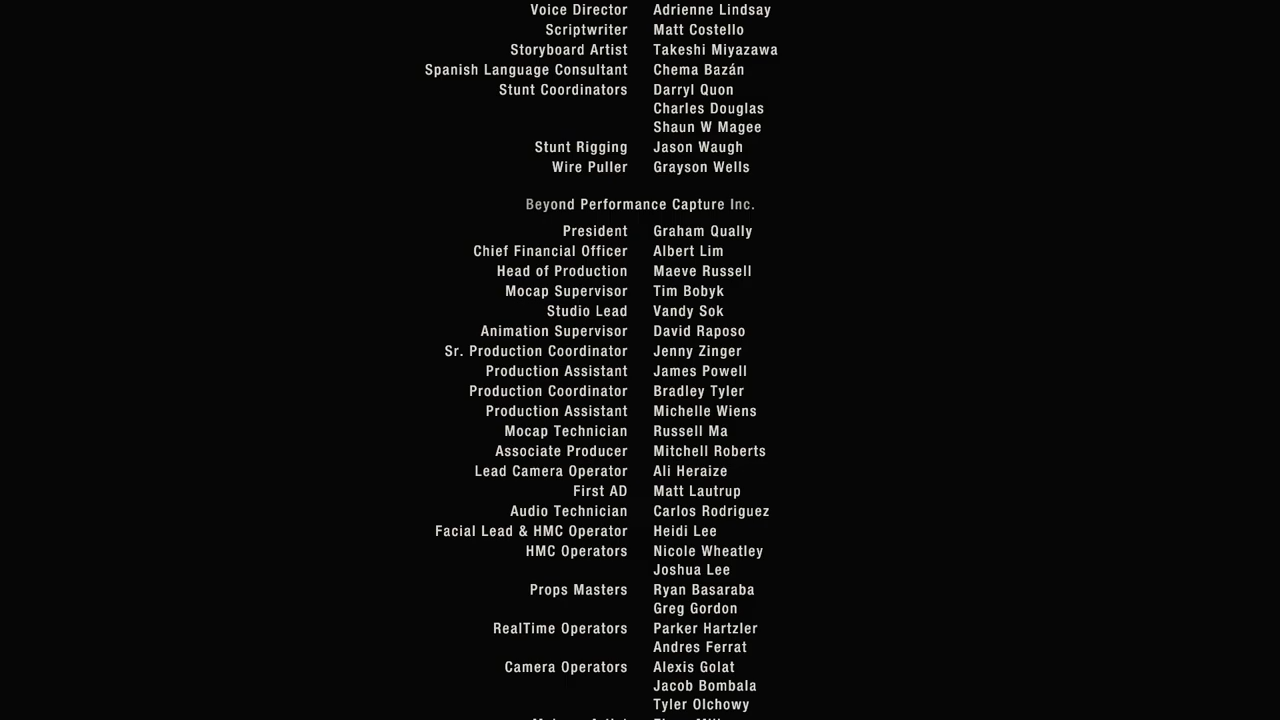 Voice Director Adrienne Lindsay
Scriptwriter Matt Costello
Storyboard Artist Takeshi Miyazawa
Spanish Language Consultant Chema Bazán
Stunt Coordinators Darryl Quon
Charles Douglas
Shaun W Magee
Stunt Rigging Jason Waugh
Wire Puller Grayson Wells
Beyond Performance Capture Inc.
President Graham Qually
Chief Financial Officer Albert Lim
Head of Production Maeve Russell
Mocap Supervisor Tim Bobyk
Studio Lead Vandy Sok
Animation Supervisor David Raposo
Sr. Production Coordinator Jenny Zinger
Production Assistant James Powell
Production Coordinator Bradley Tyler
Production Assistant Michelle Wiens
Mocap Technician Russell Ma
Associate Producer Mitchell Roberts
Lead Camera Operator Ali Heraize
First AD Matt Lautrup
Audio Technician Carlos Rodriguez
Facial Lead & HMC Operator Heidi Lee
HMC Operators Nicole Wheatley
Joshua Lee
Props Masters Ryan Basaraba
Greg Gordon
RealTime Operators Parker Hartzler
Andres Ferrat
Camera Operators Alexis Golat
Jacob Bombala
Tyler Olchowy